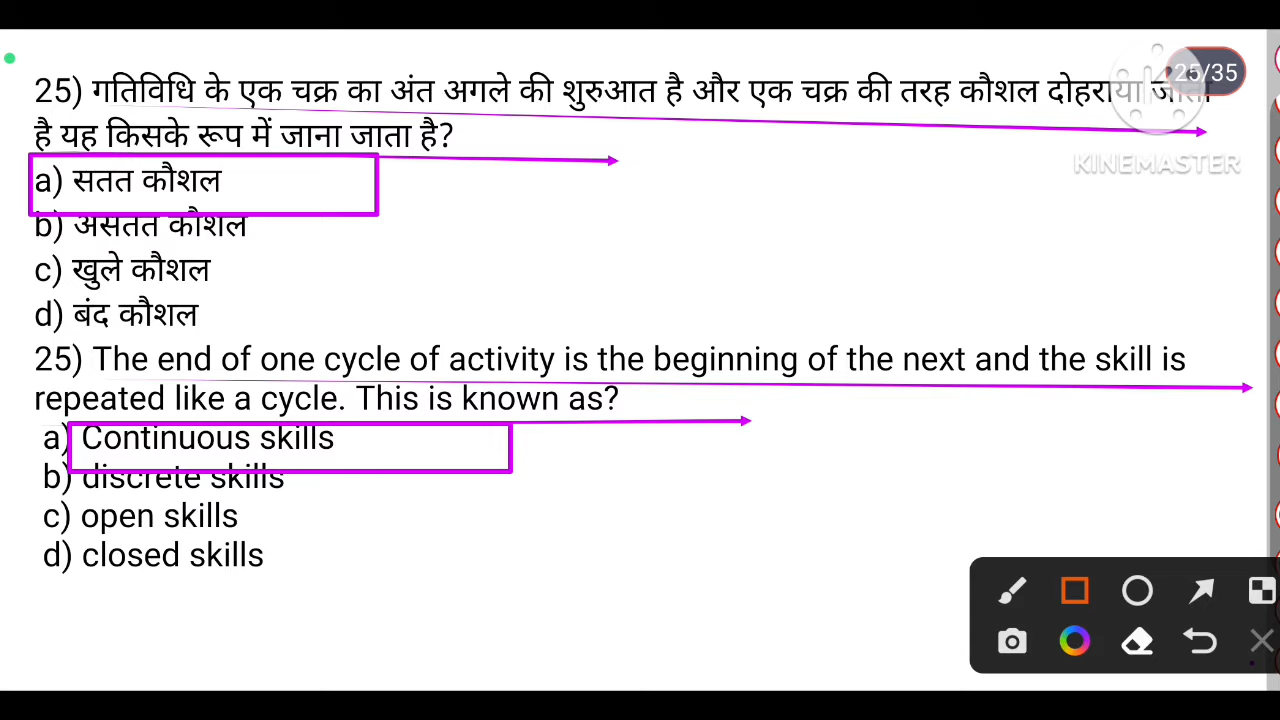 25) गतिविधि के एक चक्र का अंत अगले की शुरुआत है और एक चक्र की तरह कौशल दोहराया जाता
25/35
है यह किसके रूप में जाना जाता है?
KINEMASTER
a) सतत कौशल
b) असतत कौशल
c) खुले कौशल
d) बंद कौशल
25) The end of one cycle of activity is the beginning of the next and the skill is
repeated like a cycle. This is known as?
a) Continuous skills
b) discrete skills
c) open skills
d) closed skills